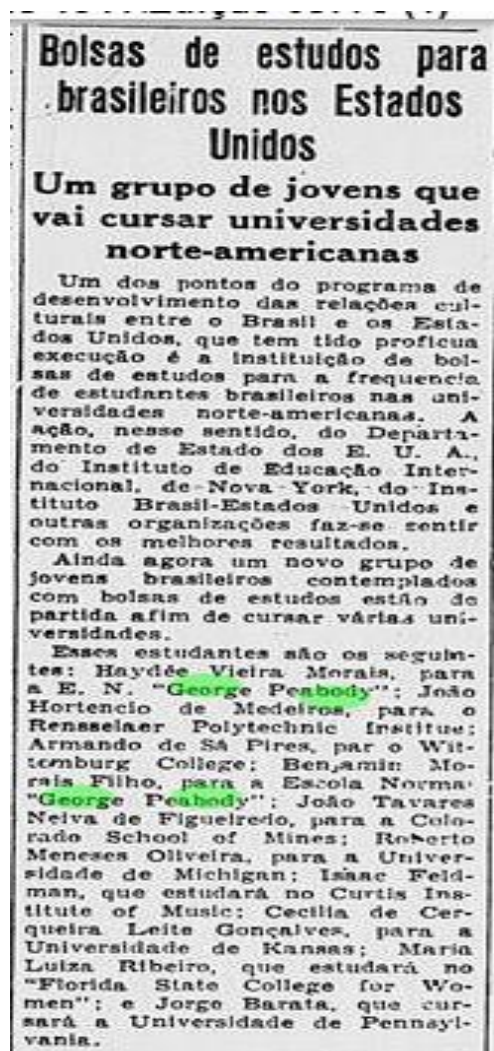 Bolsas de estudos para
brasileiros nos Estados
Unidos
Um grupo de jovens que
vai cursar universidades
norte-americanas
Um dos pontos do programa de
desenvolvimento das relações cul-
turais entre o Brasil e os Esta-
dos Unidos, que tem tido proficua
execução é a instituição de bol-
sas de estudos para a frequencia
de estudantes brasileiros nas uni-
versidades norte-americanas. A
ação, nesse sentido, do Departa-
mento de Estado dos E. U. A.,
do Instituto de Educação Inter-
nacional, de Nova York, do Ins-
tituto Brasil-Estados Unidos e
outras organizações faz-se sentir
com os melhores resultados.
Ainda agora um novo grupo de
jovens brasileiros contemplados
com bolsas de estudos estão de
partida afim de cursar várias uni-
versidades.
Esses estudantes são os seguin-
tes: Haydée Vieira Morais, para
a E. N. "George Peabody"; João
Hortencio de Medeiros, para o
Rensselaer Polytechnic Institue;
Armando de Sá Pires, par o Wit-
temburg College; Benjamin Mo-
rais Filho, para a Escola Norma
"George Peabody"; João Tavares
Neiva de Figueiredo, para a Colo-
rado School of Mines; Roberto
Meneses Oliveira, para a Univer-
sidade de Michigan; Isaac Feld-
man, que estudará no Curtis Ins-
titute of Music; Cecilia de Cer-
queira Leite Gonçalves, para a
Universidade de Kansas; Maria
Luiza Ribeiro, que estudará no
"Florida State College for Wo-
men"; e Jorge Barata, que cur-
sará a Universidade de Pennsyl-
vania.